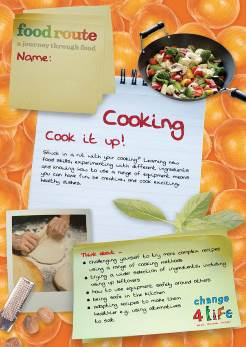 food route
a journey through food
Name:
Cooking
Cook it up!
Stuck in a rut with your cooking? Learning new
food skills, experimenting with different ingredients
and knowing how to use a range of equipment means
you can have fun, be creative, and cook exciting,
healthy dishes.
Think about –
• challenging yourself to try more complex recipes
using a range of cooking methods
• trying a wider selection of ingredients, including
using up leftovers
• how to use equipment safely around others
• being safe in the kitchen
• adapting recipes to make them
healthier e.g. using alternatives
to salt.
change
4 LiFe